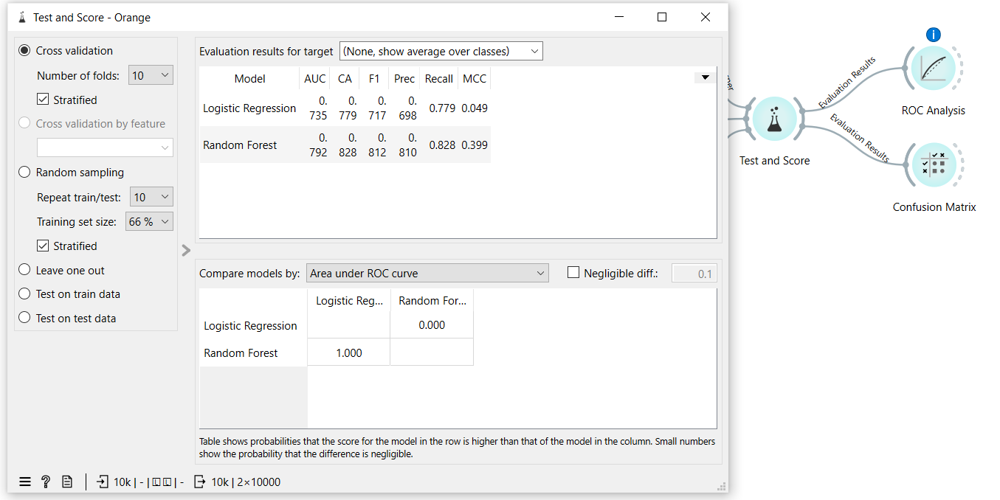 Test and Score - Orange
Cross validation
Number of folds: 10
Stratified
Cross validation by feature
Random sampling
Repeat train/test: 10
Training set size: 66 %
Stratified
Leave one out
Test on train data
Test on test data
Evaluation results for target (None, show average over classes)
Model AUC CA F1 Prec Recall MCC
Logistic Regression 0.735 0.779 0.717 0.698 0.779 0.049
Random Forest 0.792 0.828 0.812 0.810 0.828 0.399
Compare models by: Area under ROC curve Negligible diff.: 0.1
Logistic Reg... Random For...
Logistic Regression 0.000
Random Forest 1.000
Table shows probabilities that the score for the model in the row is higher than that of the model in the column. Small numbers
show the probability that the difference is negligible.
10k | - | - 10k | 2×10000
Evaluation Results
ROC Analysis
Evaluation Results
Test and Score
Confusion Matrix